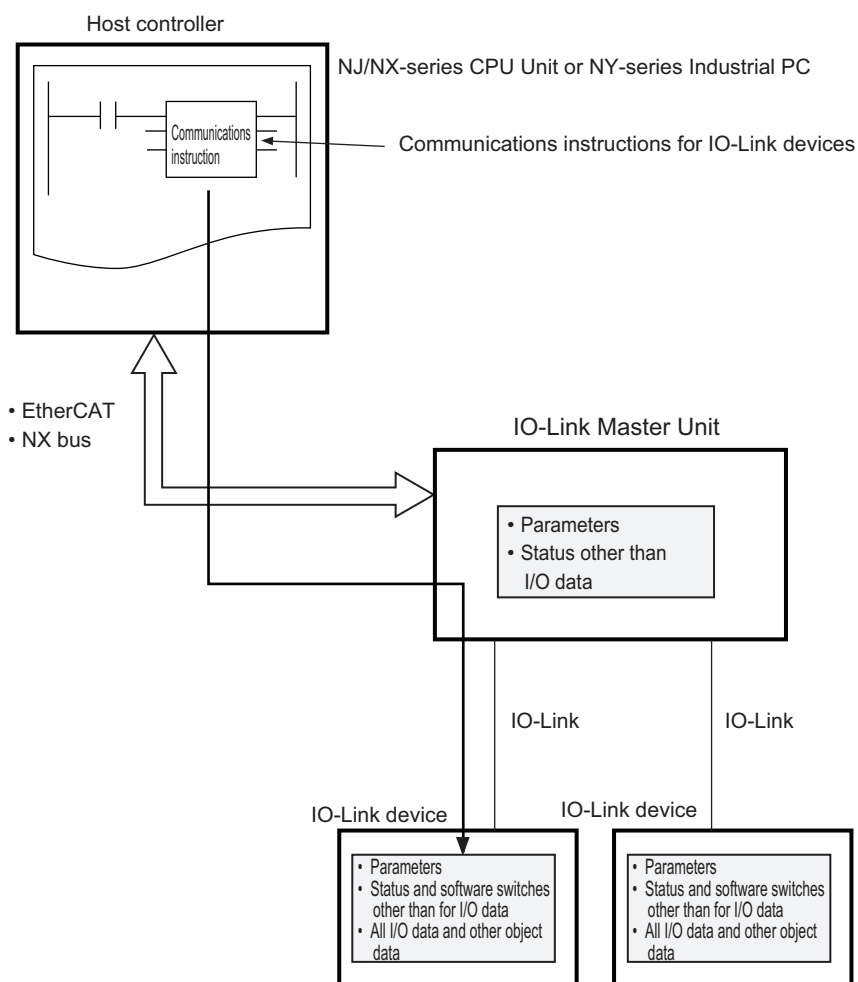 Host controller
NJ/NX-series CPU Unit or NY-series Industrial PC
Communications
instruction
Communications instructions for IO-Link devices
• EtherCAT
• NX bus
IO-Link Master Unit
• Parameters
• Status other than
I/O data
IO-Link
IO-Link
IO-Link device
• Parameters
• Status and software switches
other than for I/O data
• All I/O data and other object
data
IO-Link device
• Parameters
• Status and software switches
other than for I/O data
• All I/O data and other object
data